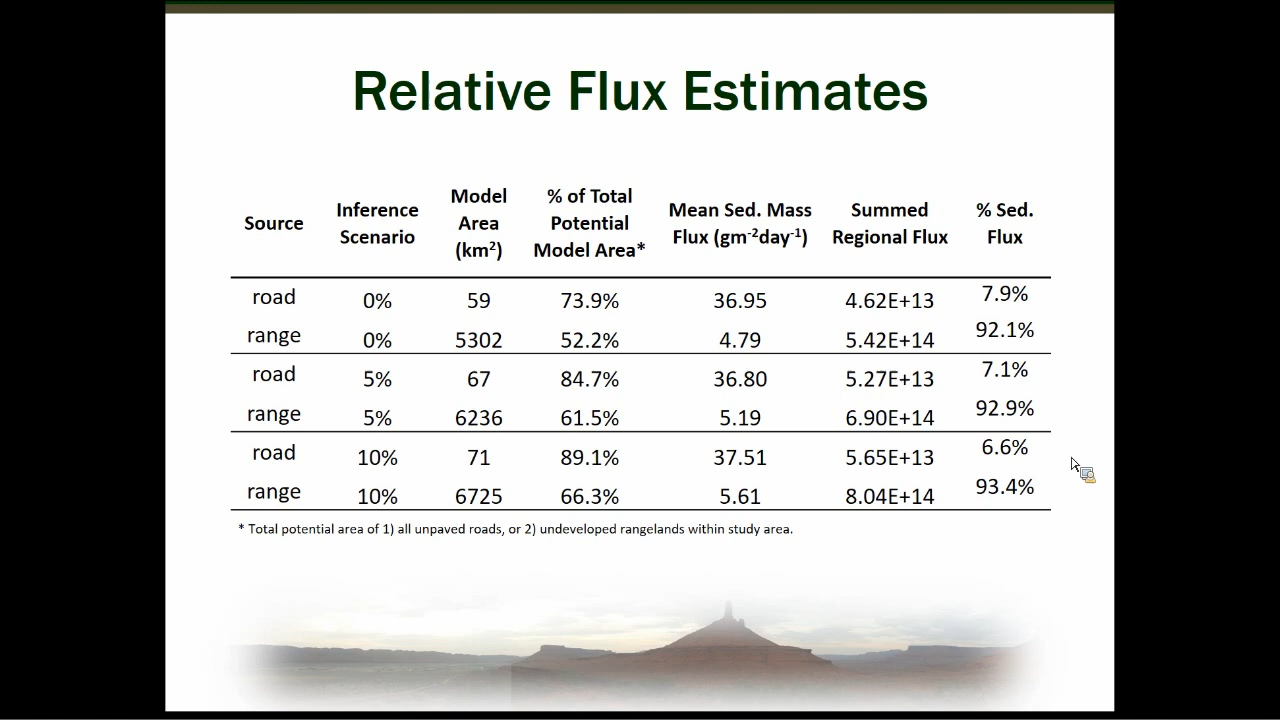 Relative Flux Estimates
Source Inference Scenario Model Area (km²) % of Total Potential Model Area* Mean Sed. Mass Flux (gm⁻²day⁻¹) Summed Regional Flux % Sed. Flux
road 0% 59 73.9% 36.95 4.62E+13 7.9%
range 0% 5302 52.2% 4.79 5.42E+14 92.1%
road 5% 67 84.7% 36.80 5.27E+13 7.1%
range 5% 6236 61.5% 5.19 6.90E+14 92.9%
road 10% 71 89.1% 37.51 5.65E+13 6.6%
range 10% 6725 66.3% 5.61 8.04E+14 93.4%
* Total potential area of 1) all unpaved roads, or 2) undeveloped rangelands within study area.